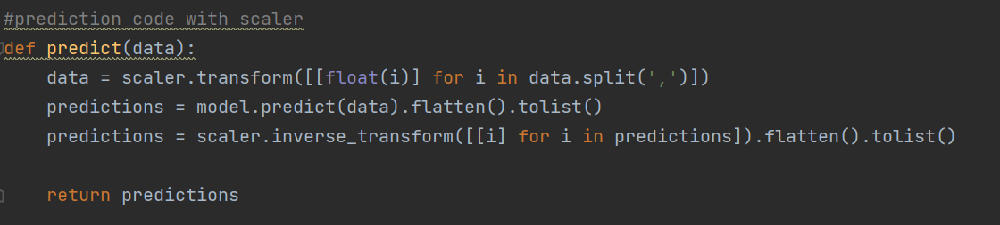 #prediction code with scaler
def predict(data):
    data = scaler.transform([[float(i)] for i in data.split(',')])
    predictions = model.predict(data).flatten().tolist()
    predictions = scaler.inverse_transform([[i] for i in predictions]).flatten().tolist()

    return predictions